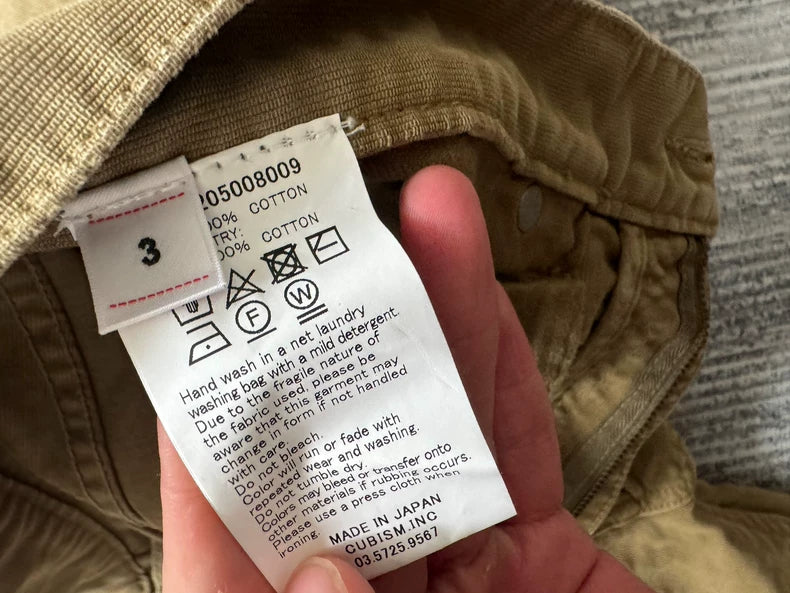 3
205008009
00% COTTON
TRY:
00% COTTON
F
W
Hand wash in a net laundry
washing bag with a mild detergent.
Due to the fragile nature of
the fabric used, please be
aware that this garment may
change in form if not handled
with care.
Do not bleach.
Color will run or fade with
repeated wear and washing.
Do not tumble dry.
Colors may bleed or transfer onto
other materials if rubbing occurs.
Please use a press cloth when
ironing.
MADE IN JAPAN
CUBISM.INC
03.5725.9567